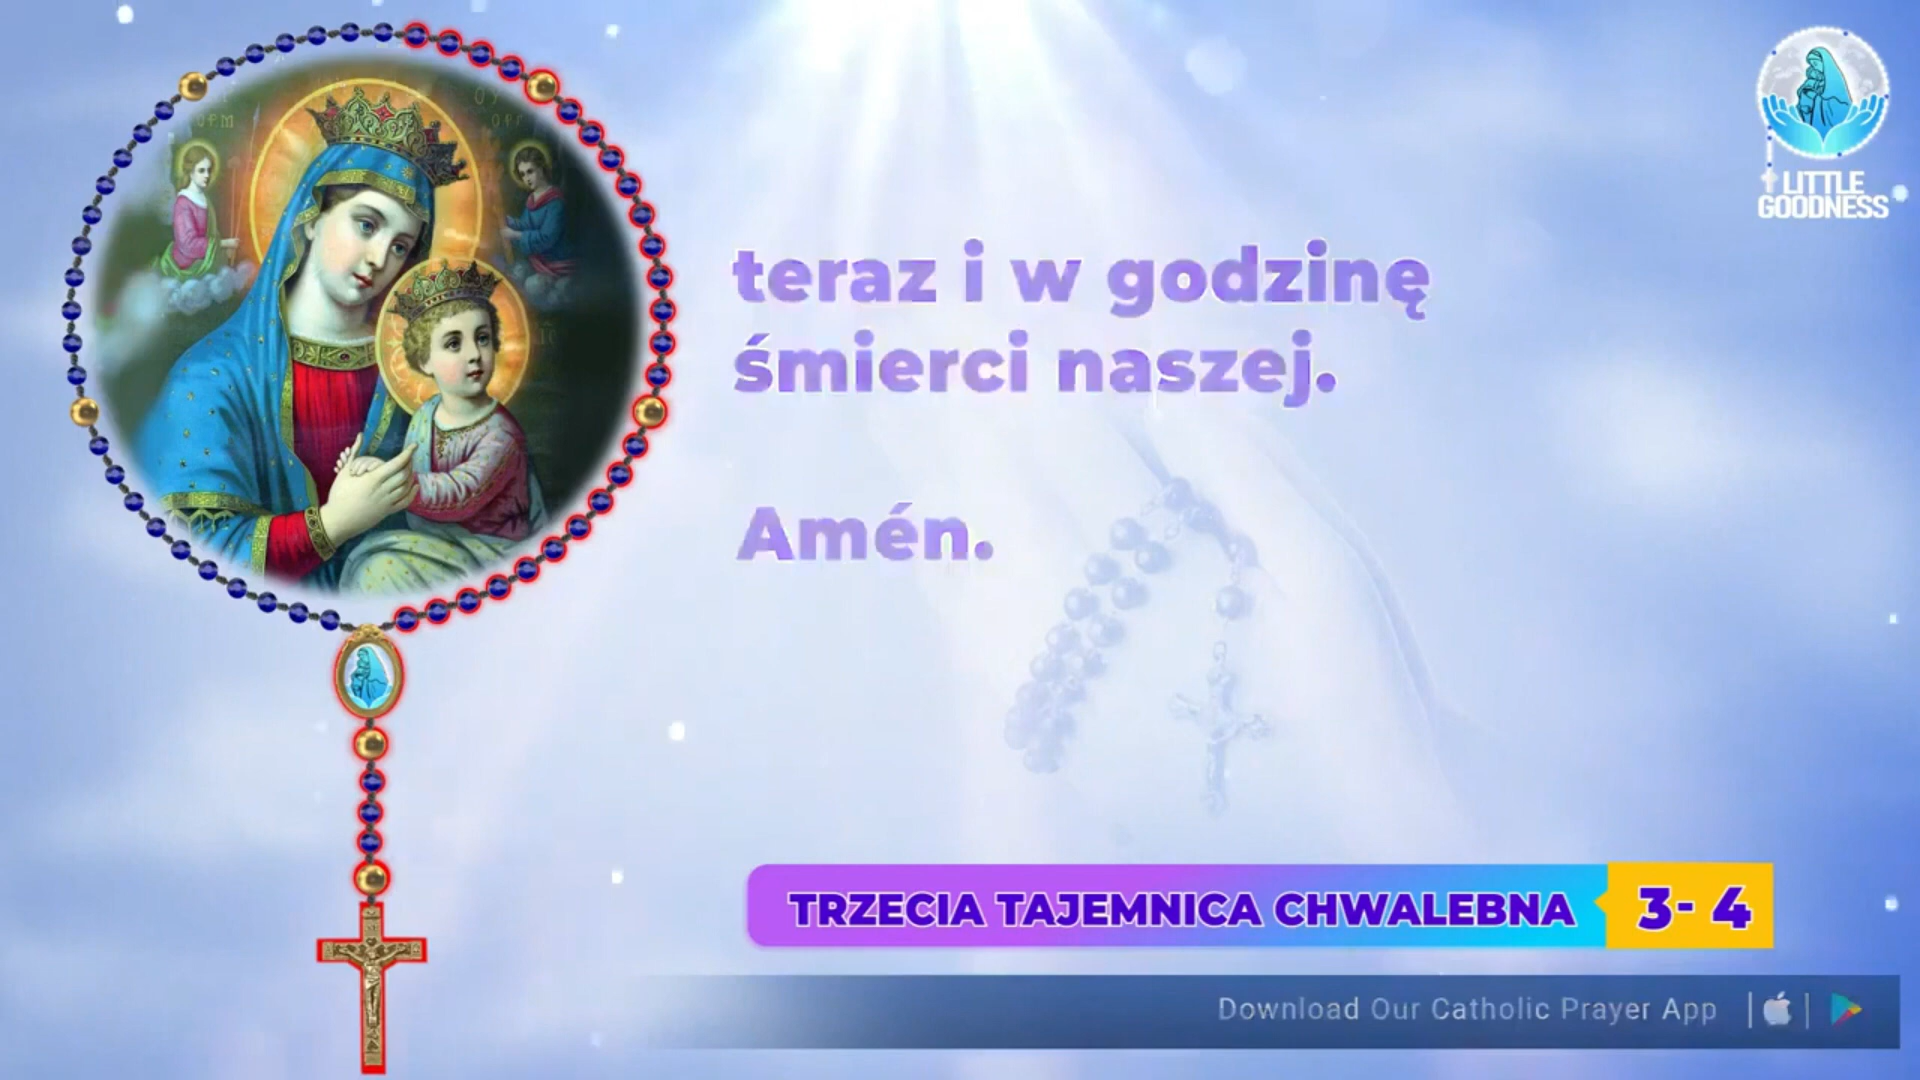 LITTLE
GOODNESS
teraz i w godzinę
śmierci naszej.
Amén.
TRZECIA TAJEMNICA CHWALEBNA 3- 4
Download Our Catholic Prayer App